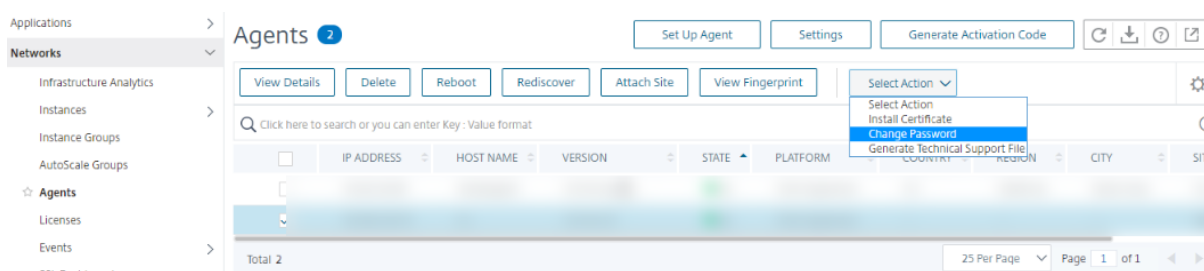 Applications
Networks
Infrastructure Analytics
Instances
Instance Groups
AutoScale Groups
Agents
Licenses
Events
Agents 2
Set Up Agent Settings Generate Activation Code
View Details Delete Reboot Rediscover Attach Site View Fingerprint Select Action
Select Action
Install Certificate
Change Password
Generate Technical Support File
Click here to search or you can enter Key : Value format
IP ADDRESS HOST NAME VERSION STATE PLATFORM COUNTRY REGION CITY
Total 2
25 Per Page Page 1 of 1